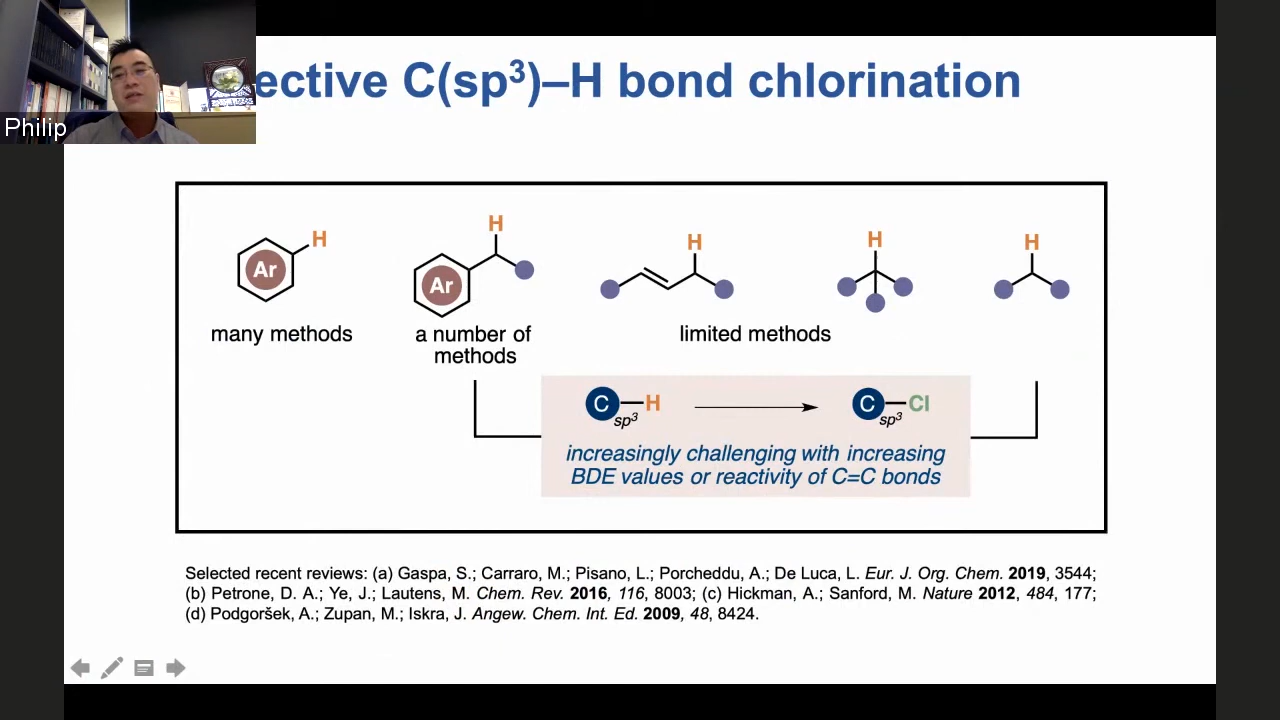 ective C(sp³)–H bond chlorination
Philip
H
Ar
many methods
H
Ar
a number of
methods
H
limited methods
H
H
C–H
sp³
C–Cl
sp³
increasingly challenging with increasing
BDE values or reactivity of C=C bonds
Selected recent reviews: (a) Gaspa, S.; Carraro, M.; Pisano, L.; Porcheddu, A.; De Luca, L. Eur. J. Org. Chem. 2019, 3544;
(b) Petrone, D. A.; Ye, J.; Lautens, M. Chem. Rev. 2016, 116, 8003; (c) Hickman, A.; Sanford, M. Nature 2012, 484, 177;
(d) Podgoršek, A.; Zupan, M.; Iskra, J. Angew. Chem. Int. Ed. 2009, 48, 8424.